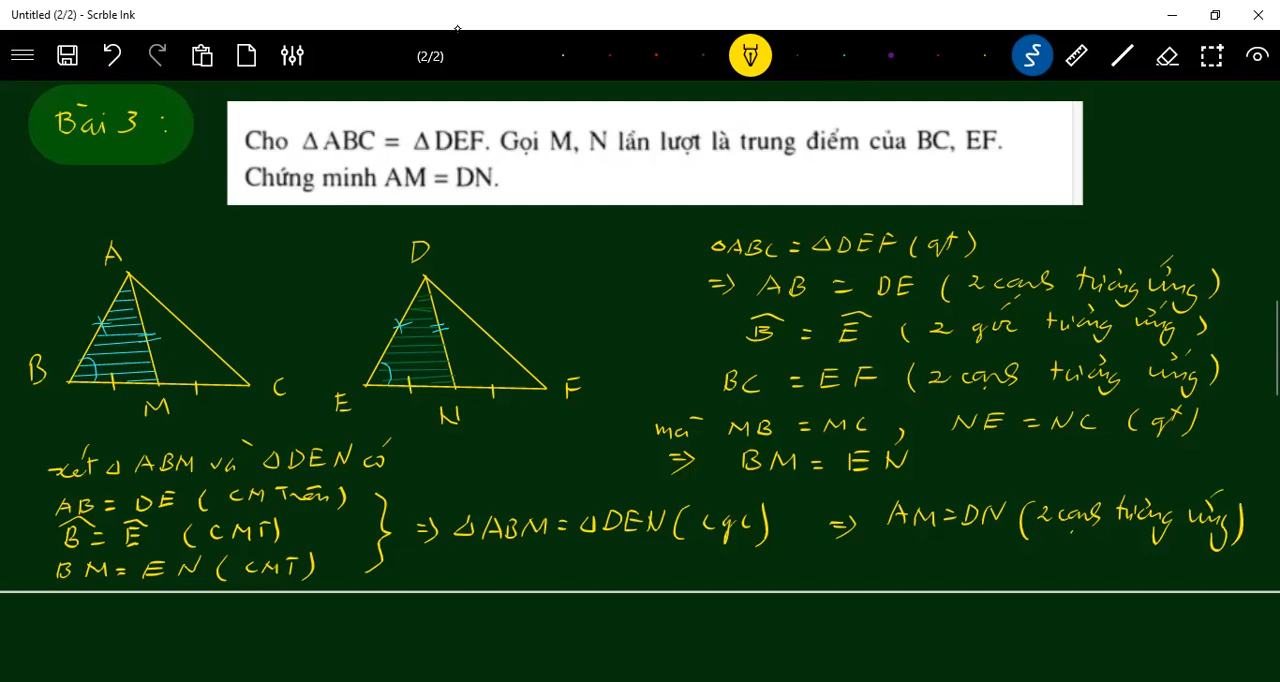 Untitled (2/2) - Scrble Ink
(2/2)
Bài 3 :
Cho ΔABC = ΔDEF. Gọi M, N lần lượt là trung điểm của BC, EF.
Chứng minh AM = DN.
A
B
M
C
D
E
N
F
ΔABC = ΔDEF (gt)
=> AB = DE ( 2 cạnh tương ứng)
B̂ = Ê ( 2 góc tương ứng )
BC = EF (2 cạnh tương ứng)
mà MB = MC , NE = NC (gt)
=> BM = EN
xét Δ ABM và ΔDEN có
AB = DE ( CM Trên)
B̂ = Ê (CMT)
BM = EN (CMT)
=> ΔABM = ΔDEN (cgc)
=> AM = DN (2 cạnh tương ứng)